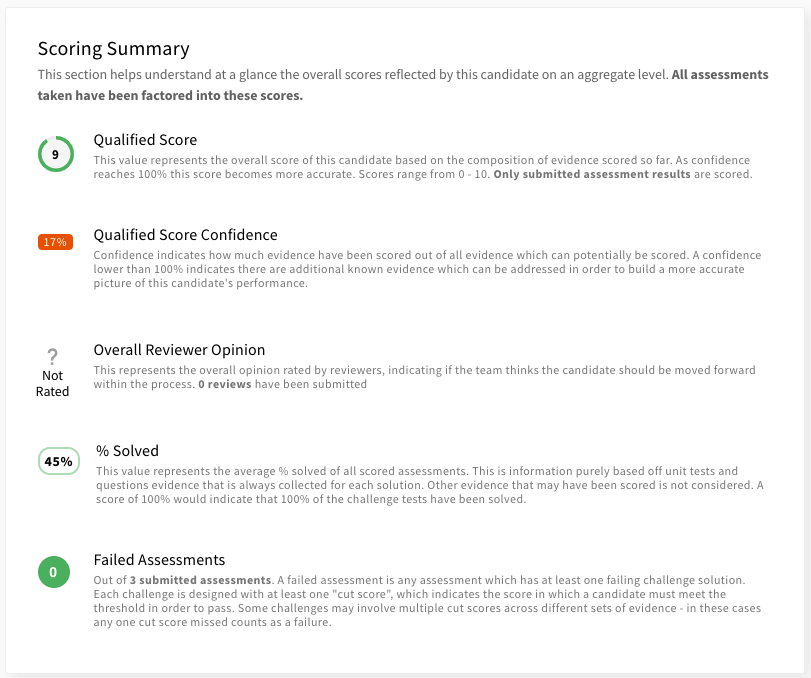 Scoring Summary
This section helps understand at a glance the overall scores reflected by this candidate on an aggregate level. All assessments
taken have been factored into these scores.
9
Qualified Score
This value represents the overall score of this candidate based on the composition of evidence scored so far. As confidence
reaches 100% this score becomes more accurate. Scores range from 0 - 10. Only submitted assessment results are scored.
17%
Qualified Score Confidence
Confidence indicates how much evidence have been scored out of all evidence which can potentially be scored. A confidence
lower than 100% indicates there are additional known evidence which can be addressed in order to build a more accurate
picture of this candidate's performance.
?
Not
Rated
Overall Reviewer Opinion
This represents the overall opinion rated by reviewers, indicating if the team thinks the candidate should be moved forward
within the process. 0 reviews have been submitted
45%
% Solved
This value represents the average % solved of all scored assessments. This is information purely based off unit tests and
questions evidence that is always collected for each solution. Other evidence that may have been scored is not considered. A
score of 100% would indicate that 100% of the challenge tests have been solved.
0
Failed Assessments
Out of 3 submitted assessments. A failed assessment is any assessment which has at least one failing challenge solution.
Each challenge is designed with at least one "cut score", which indicates the score in which a candidate must meet the
threshold in order to pass. Some challenges may involve multiple cut scores across different sets of evidence - in these cases
any one cut score missed counts as a failure.